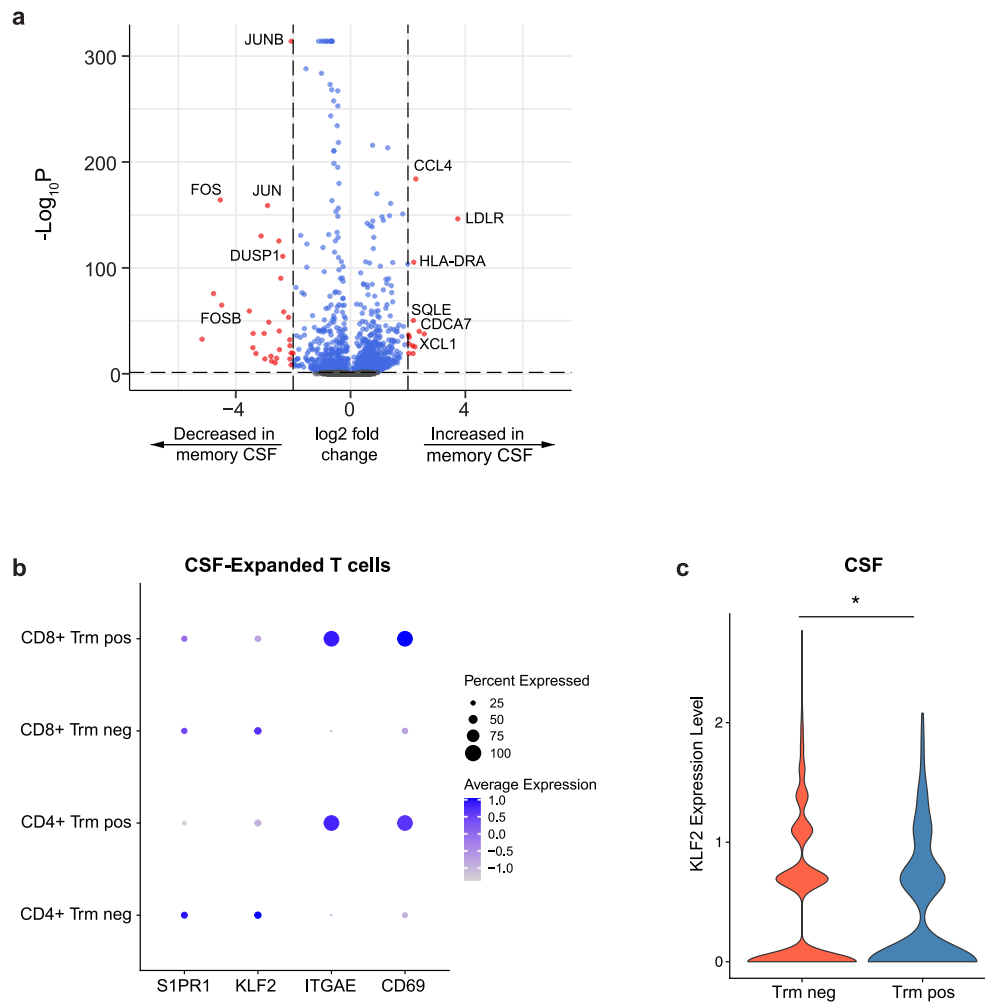 a
JUNB
300
CCL4
200
FOS
JUN
LDLR
-Log10P
DUSP1
HLA-DRA
100
SQLE
FOSB
CDCA7
XCL1
0
−4
0
4
Decreased in
memory CSF
log2 fold
change
Increased in
memory CSF
b
CSF-Expanded T cells
CD8+ Trm pos
CD8+ Trm neg
CD4+ Trm pos
CD4+ Trm neg
S1PR1
KLF2
ITGAE
CD69
Percent Expressed
25
50
75
100
Average Expression
1.0
0.5
0.0
−0.5
−1.0
c
CSF
*
KLF2 Expression Level
2
1
0
Trm neg
Trm pos